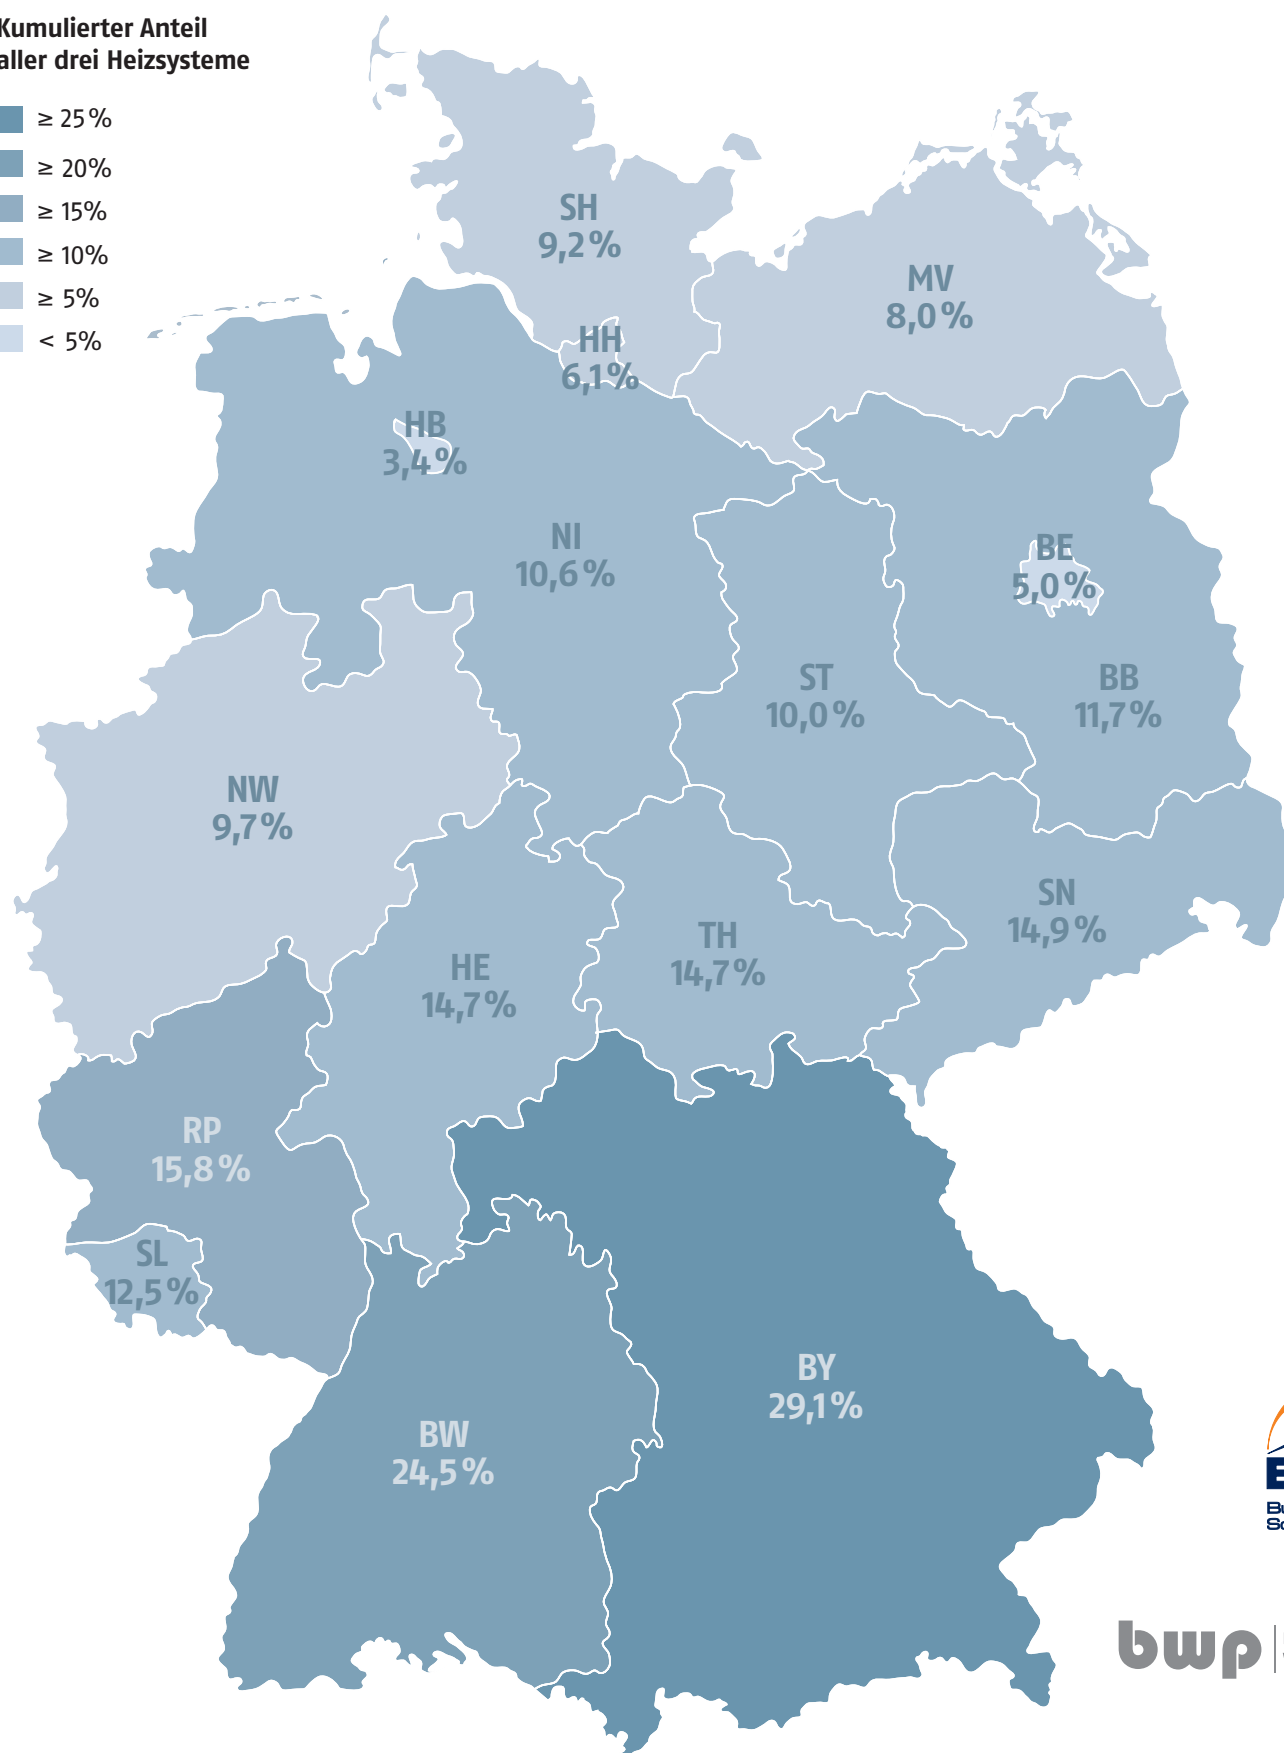 Kumulierter Anteil
aller drei Heizsysteme
≥ 25%
≥ 20%
≥ 15%
≥ 10%
≥ 5%
< 5%
SH
9,2%
MV
8,0%
HH
6,1%
HB
3,4%
NI
10,6%
BE
5,0%
ST
10,0%
BB
11,7%
NW
9,7%
SN
14,9%
TH
14,7%
HE
14,7%
RP
15,8%
SL
12,5%
BY
29,1%
BW
24,5%
bwp